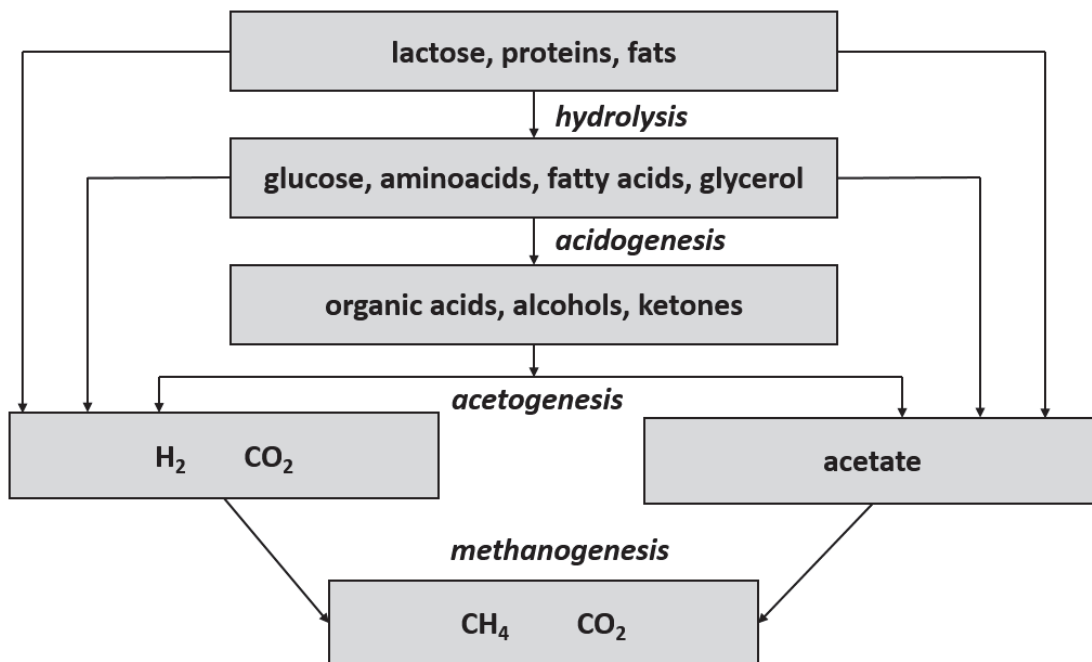 lactose, proteins, fats
hydrolysis
glucose, aminoacids, fatty acids, glycerol
acidogenesis
organic acids, alcohols, ketones
acetogenesis
H₂ CO₂
acetate
methanogenesis
CH₄ CO₂